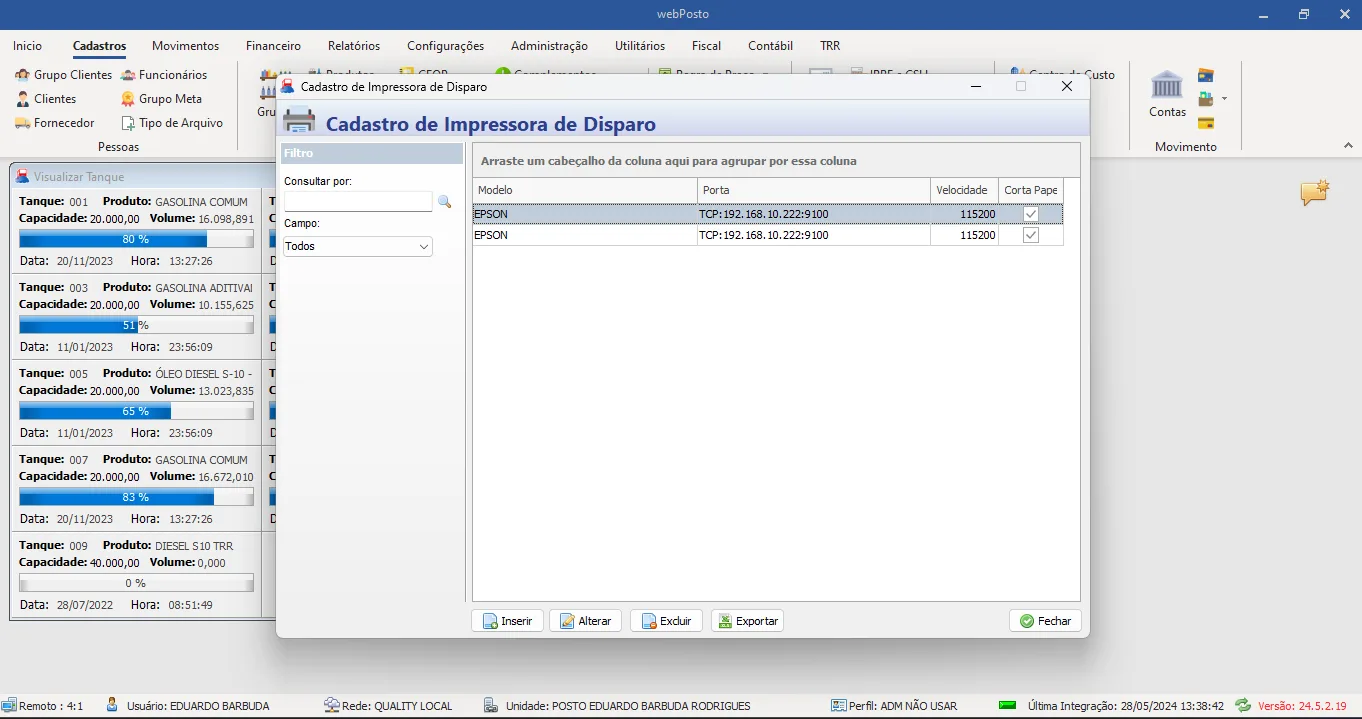 webPosto
Inicio Cadastros Movimentos Financeiro Relatórios Configurações Administração Utilitários Fiscal Contábil TRR
Grupo Clientes Funcionários
Clientes Grupo Meta
Fornecedor Tipo de Arquivo
Pessoas
Contas
Movimento
Cadastro de Impressora de Disparo
Cadastro de Impressora de Disparo
Filtro
Consultar por:
Campo:
Todos
Arraste um cabeçalho da coluna aqui para agrupar por essa coluna
Modelo Porta Velocidade Corta Pape
EPSON TCP:192.168.10.222:9100 115200
EPSON TCP:192.168.10.222:9100 115200
Inserir Alterar Excluir Exportar Fechar
Visualizar Tanque
Tanque: 001 Produto: GASOLINA COMUM
Capacidade: 20.000,00 Volume: 16.098,891
80 %
Data: 20/11/2023 Hora: 13:27:26
Tanque: 003 Produto: GASOLINA ADITIVAI
Capacidade: 20.000,00 Volume: 10.155,625
51 %
Data: 11/01/2023 Hora: 23:56:09
Tanque: 005 Produto: ÓLEO DIESEL S-10 -
Capacidade: 20.000,00 Volume: 13.023,835
65 %
Data: 11/01/2023 Hora: 23:56:09
Tanque: 007 Produto: GASOLINA COMUM
Capacidade: 20.000,00 Volume: 16.672,010
83 %
Data: 20/11/2023 Hora: 13:27:26
Tanque: 009 Produto: DIESEL S10 TRR
Capacidade: 40.000,00 Volume: 0,000
0 %
Data: 28/07/2022 Hora: 08:51:49
Remoto : 4:1 Usuário: EDUARDO BARBUDA Rede: QUALITY LOCAL Unidade: POSTO EDUARDO BARBUDA RODRIGUES Perfil: ADM NÃO USAR Última Integração: 28/05/2024 13:38:42 Versão: 24.5.2.19